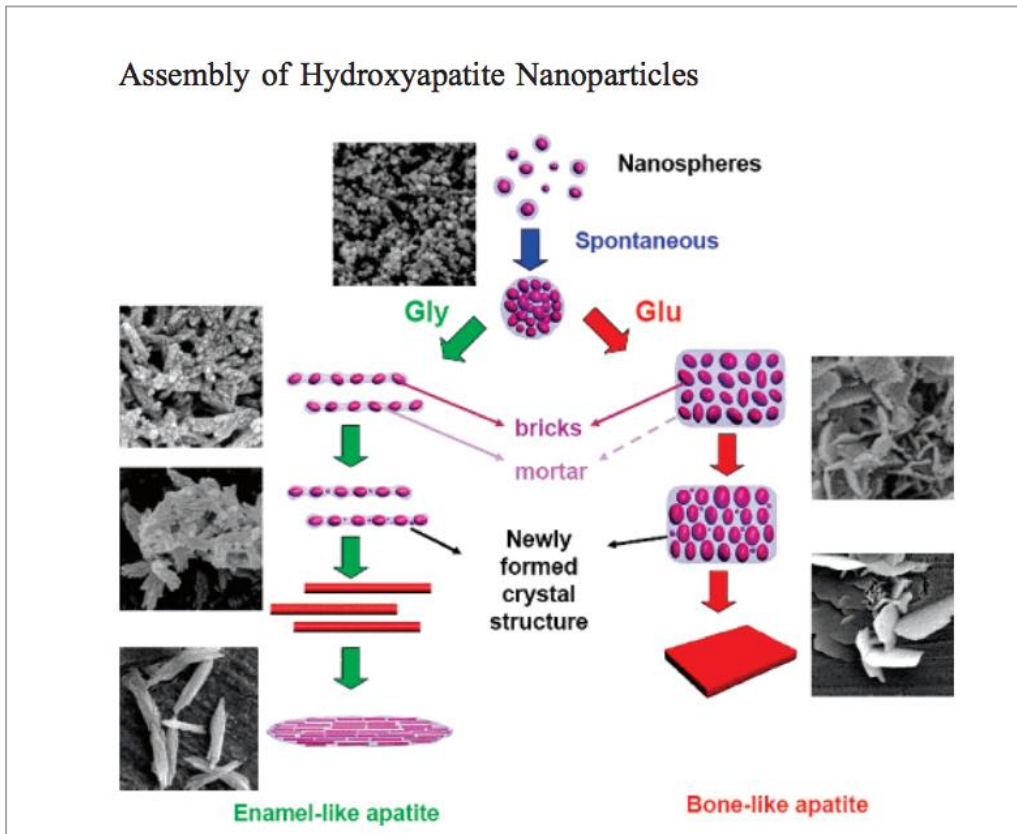 Assembly of Hydroxyapatite Nanoparticles
Nanospheres
Spontaneous
Gly
Glu
bricks
mortar
Newly
formed
crystal
structure
Enamel-like apatite
Bone-like apatite